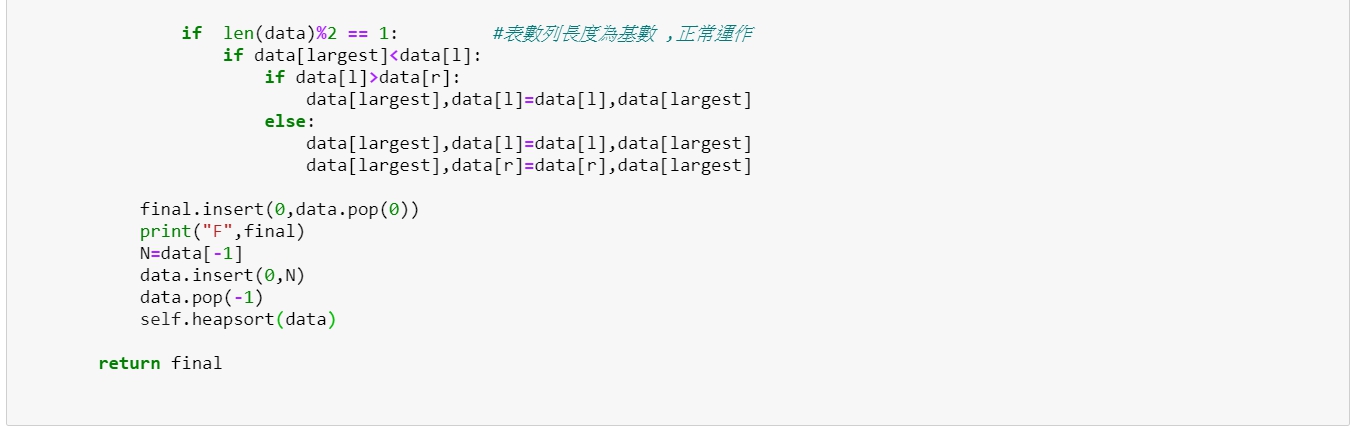 if  len(data)%2 == 1:         #表數列長度為基數 ,正常運作
if data[largest]<data[l]:
if data[l]>data[r]:
data[largest],data[l]=data[l],data[largest]
else:
data[largest],data[l]=data[l],data[largest]
data[largest],data[r]=data[r],data[largest]
final.insert(0,data.pop(0))
print("F",final)
N=data[-1]
data.insert(0,N)
data.pop(-1)
self.heapsort(data)
return final